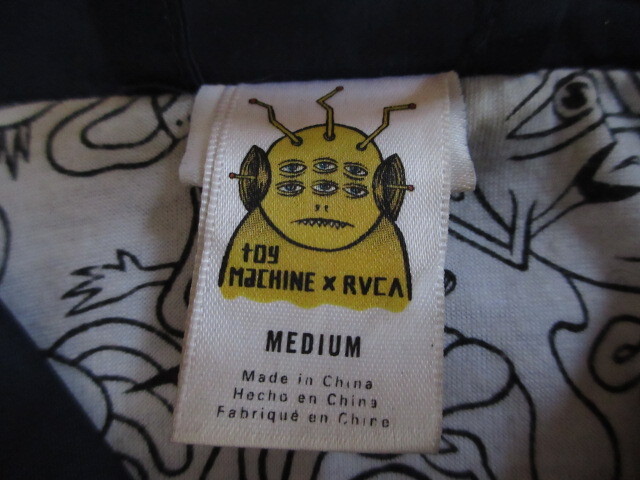 toy
MACHINE x RVCA
MEDIUM
Made in China
Hecho en China
Fabriqué en Chine